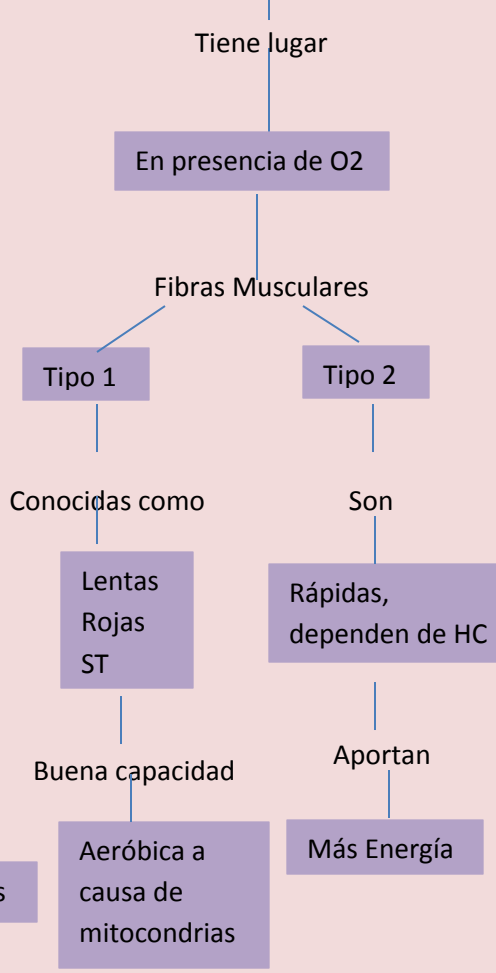 Tiene lugar
En presencia de O2
Fibras Musculares
Tipo 1
Tipo 2
Conocidas como
Son
Lentas
Rojas
ST
Rápidas,
dependen de HC
Buena capacidad
Aportan
Aeróbica a
causa de
mitocondrias
Más Energía